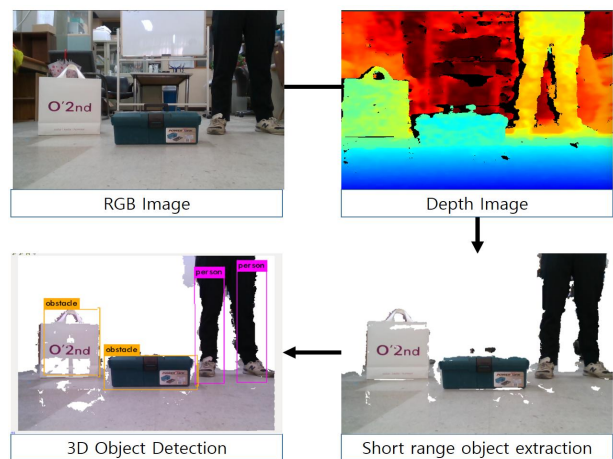 O'2nd
RGB Image
Depth Image
obstacle
person
person
O'2nd
obstacle
3D Object Detection
O'2nd
Short range object extraction